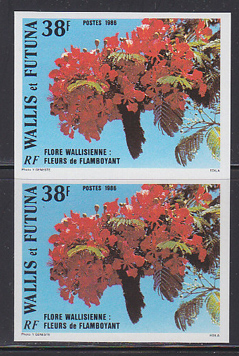 38F
POSTES 1986
WALLIS et FUTUNA
FLORE WALLISIENNE :
FLEURS de FLAMBOYANT
RF
38F
POSTES 1986
WALLIS et FUTUNA
FLORE WALLISIENNE :
FLEURS de FLAMBOYANT
RF